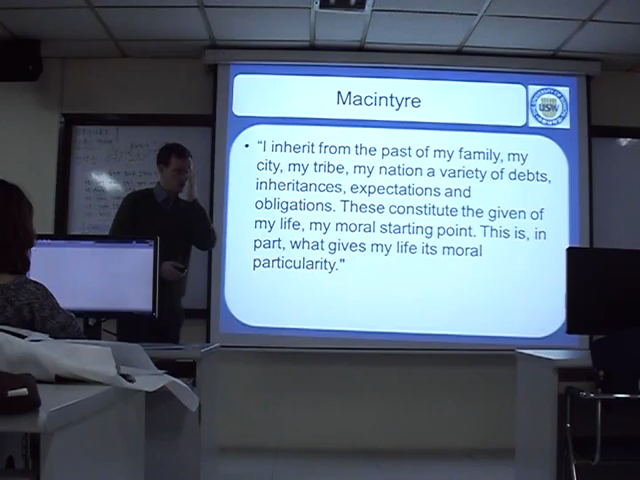 Macintyre
• “I inherit from the past of my family, my
city, my tribe, my nation a variety of debts,
inheritances, expectations and
obligations. These constitute the given of
my life, my moral starting point. This is, in
part, what gives my life its moral
particularity."
USW